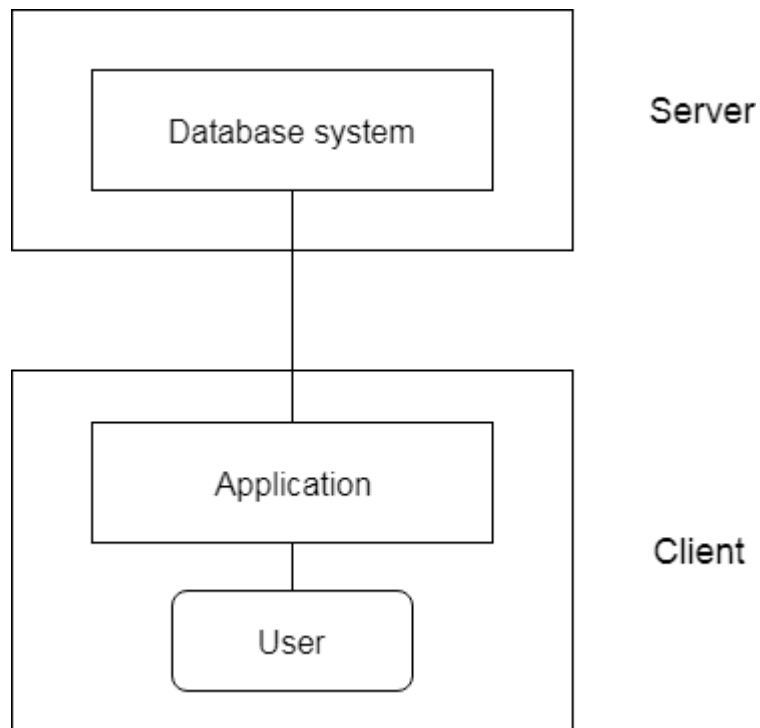 Database system
Server
Application
Client
User